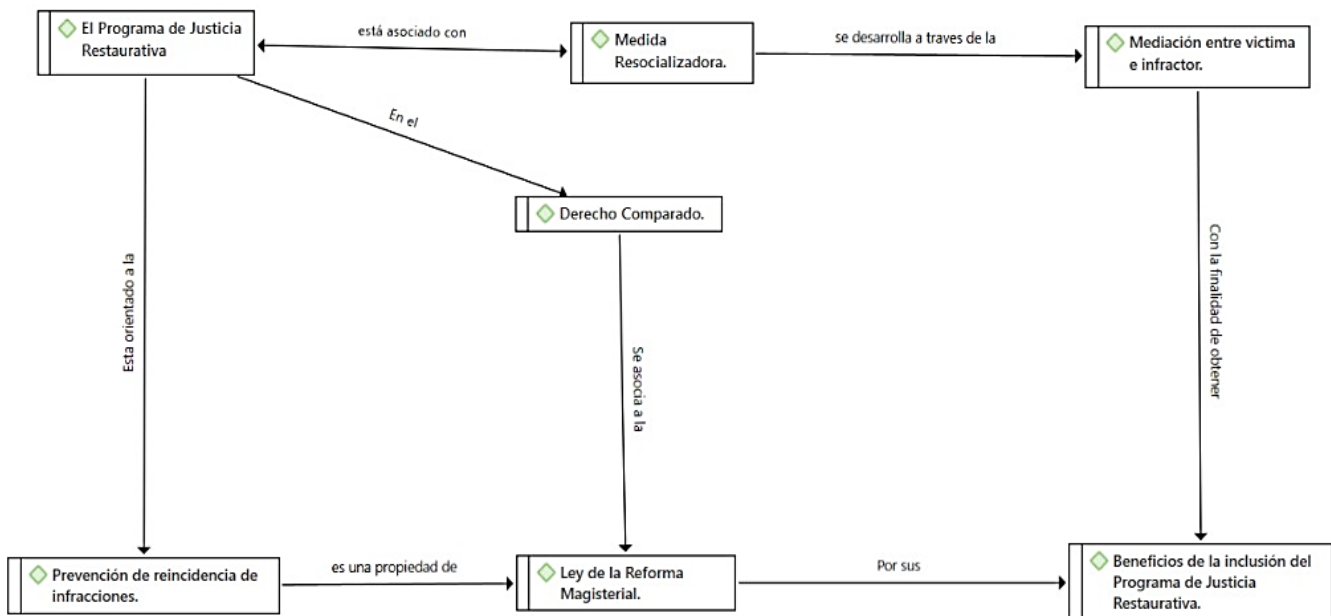 El Programa de Justicia
Restaurativa
está asociado con
Medida
Resocializadora.
se desarrolla a traves de la
Mediación entre victima
e infractor.
En el
Derecho Comparado.
Esta orientado a la
Se asocia a la
Con la finalidad de obtener
Prevención de reincidencia de
infracciones.
es una propiedad de
Ley de la Reforma
Magisterial.
Por sus
Beneficios de la inclusión del
Programa de Justicia
Restaurativa.